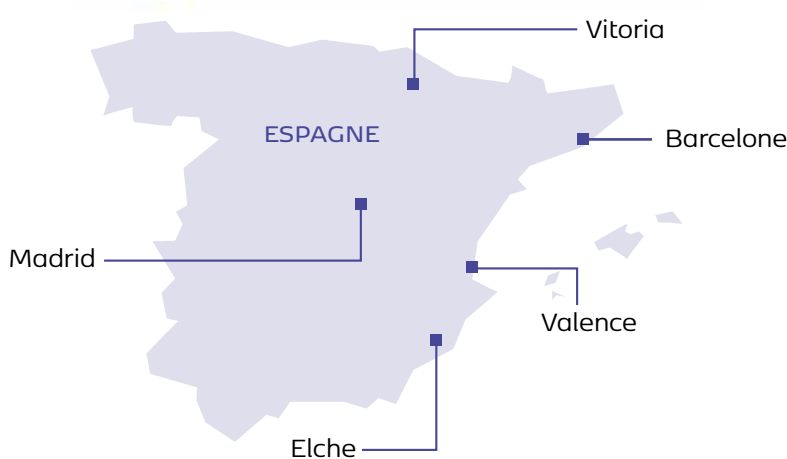 Vitoria
ESPAGNE
Barcelone
Madrid
Valence
Elche